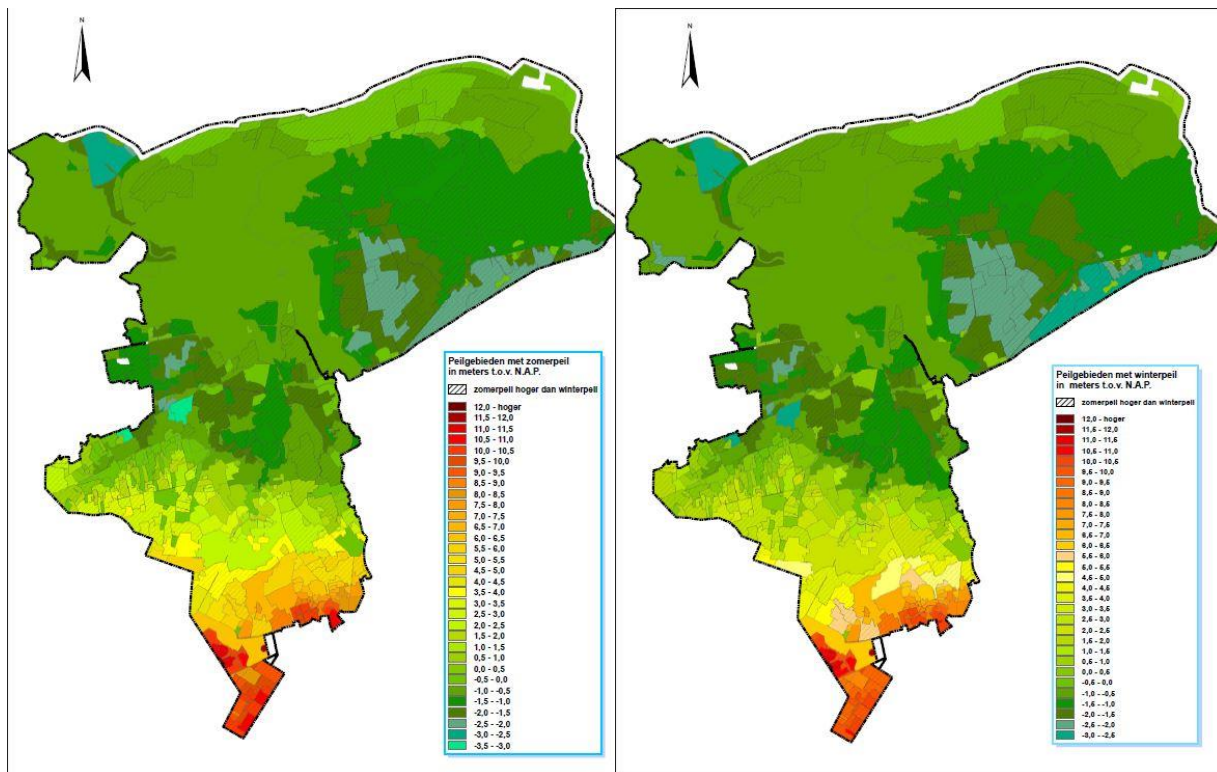 N
Peilgebieden met zomerpeil
in meters t.o.v. N.A.P.
zomerpeil hoger dan winterpeil
12,0 - hoger
11,5 - 12,0
11,0 - 11,5
10,5 - 11,0
10,0 - 10,5
9,5 - 10,0
9,0 - 9,5
8,5 - 9,0
8,0 - 8,5
7,5 - 8,0
7,0 - 7,5
6,5 - 7,0
6,0 - 6,5
5,5 - 6,0
5,0 - 5,5
4,5 - 5,0
4,0 - 4,5
3,5 - 4,0
3,0 - 3,5
2,5 - 3,0
2,0 - 2,5
1,5 - 2,0
1,0 - 1,5
0,5 - 1,0
0,0 - 0,5
-0,5 - 0,0
-1,0 - -0,5
-1,5 - -1,0
-2,0 - -1,5
-2,5 - -2,0
-3,0 - -2,5
-3,5 - -3,0
N
Peilgebieden met winterpeil
in meters t.o.v. N.A.P.
zomerpeil hoger dan winterpeil
12,0 - hoger
11,5 - 12,0
11,0 - 11,5
10,5 - 11,0
10,0 - 10,5
9,5 - 10,0
9,0 - 9,5
8,5 - 9,0
8,0 - 8,5
7,5 - 8,0
7,0 - 7,5
6,5 - 7,0
6,0 - 6,5
5,5 - 6,0
5,0 - 5,5
4,5 - 5,0
4,0 - 4,5
3,5 - 4,0
3,0 - 3,5
2,5 - 3,0
2,0 - 2,5
1,5 - 2,0
1,0 - 1,5
0,5 - 1,0
0,0 - 0,5
-0,5 - 0,0
-1,0 - -0,5
-1,5 - -1,0
-2,0 - -1,5
-2,5 - -2,0
-3,0 - -2,5